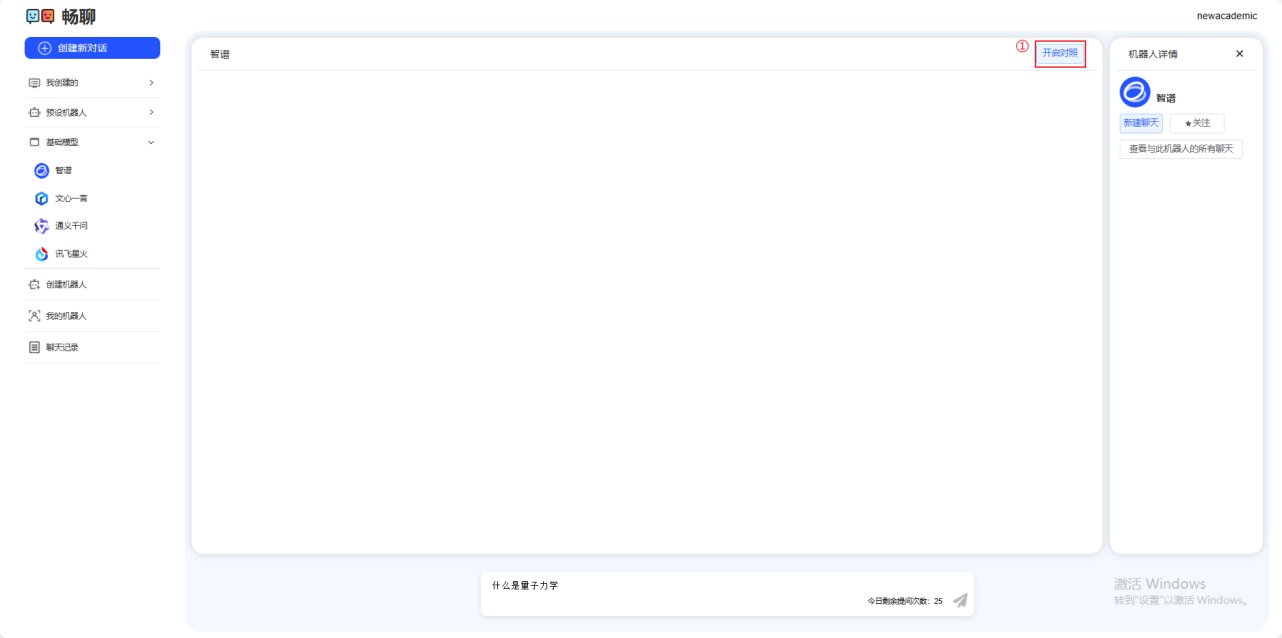 畅聊
newacademic
创建新对话
我创建的
预设机器人
基础模型
智谱
文心一言
通义千问
讯飞星火
创建机器人
我的机器人
聊天记录
智谱
① 开启对照
机器人详情 ✕
智谱
新建聊天 ★关注
查看与此机器人的所有聊天
什么是量子力学
今日剩余提问次数: 25
激活 Windows
转到“设置”以激活 Windows。